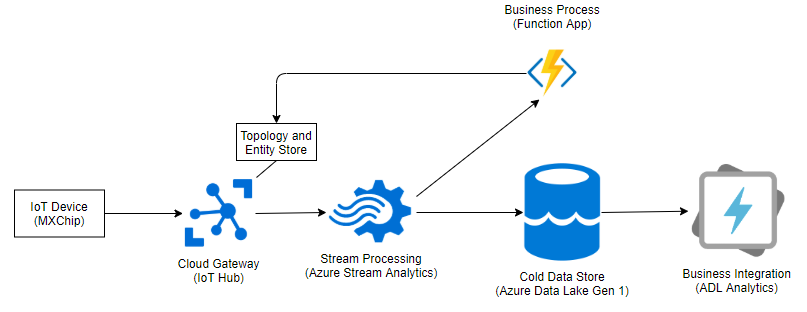 Business Process
(Function App)
Topology and
Entity Store
IoT Device
(MXChip)
Cloud Gateway
(IoT Hub)
Stream Processing
(Azure Stream Analytics)
Cold Data Store
(Azure Data Lake Gen 1)
Business Integration
(ADL Analytics)